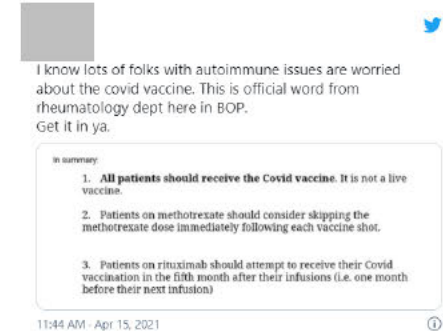 I know lots of folks with autoimmune issues are worried
about the covid vaccine. This is official word from
rheumatology dept here in BOP.
Get it in ya.
In summary:
1. All patients should receive the Covid vaccine. It is not a live
vaccine.
2. Patients on methotrexate should consider skipping the
methotrexate dose immediately following each vaccine shot.
3. Patients on rituximab should attempt to receive their Covid
vaccination in the fifth month after their infusions (i.e. one month
before their next infusion)
11:44 AM · Apr 15, 2021